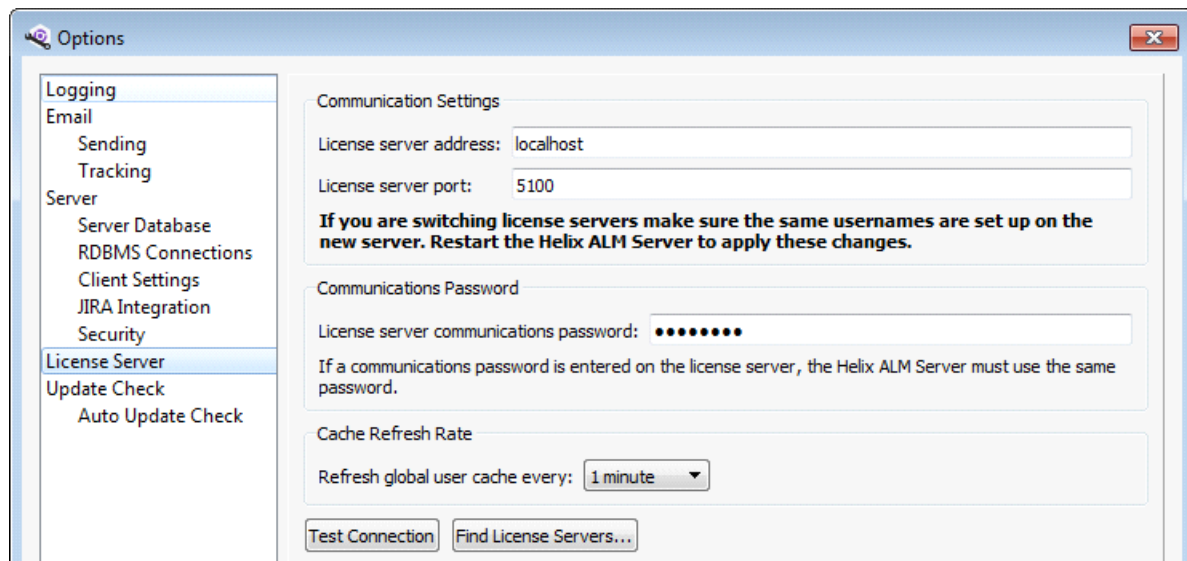 Options
Logging
Email
Sending
Tracking
Server
Server Database
RDBMS Connections
Client Settings
JIRA Integration
Security
License Server
Update Check
Auto Update Check
Communication Settings
License server address: localhost
License server port: 5100
If you are switching license servers make sure the same usernames are set up on the
new server. Restart the Helix ALM Server to apply these changes.
Communications Password
License server communications password: ●●●●●●●●
If a communications password is entered on the license server, the Helix ALM Server must use the same
password.
Cache Refresh Rate
Refresh global user cache every: 1 minute
Test Connection Find License Servers...